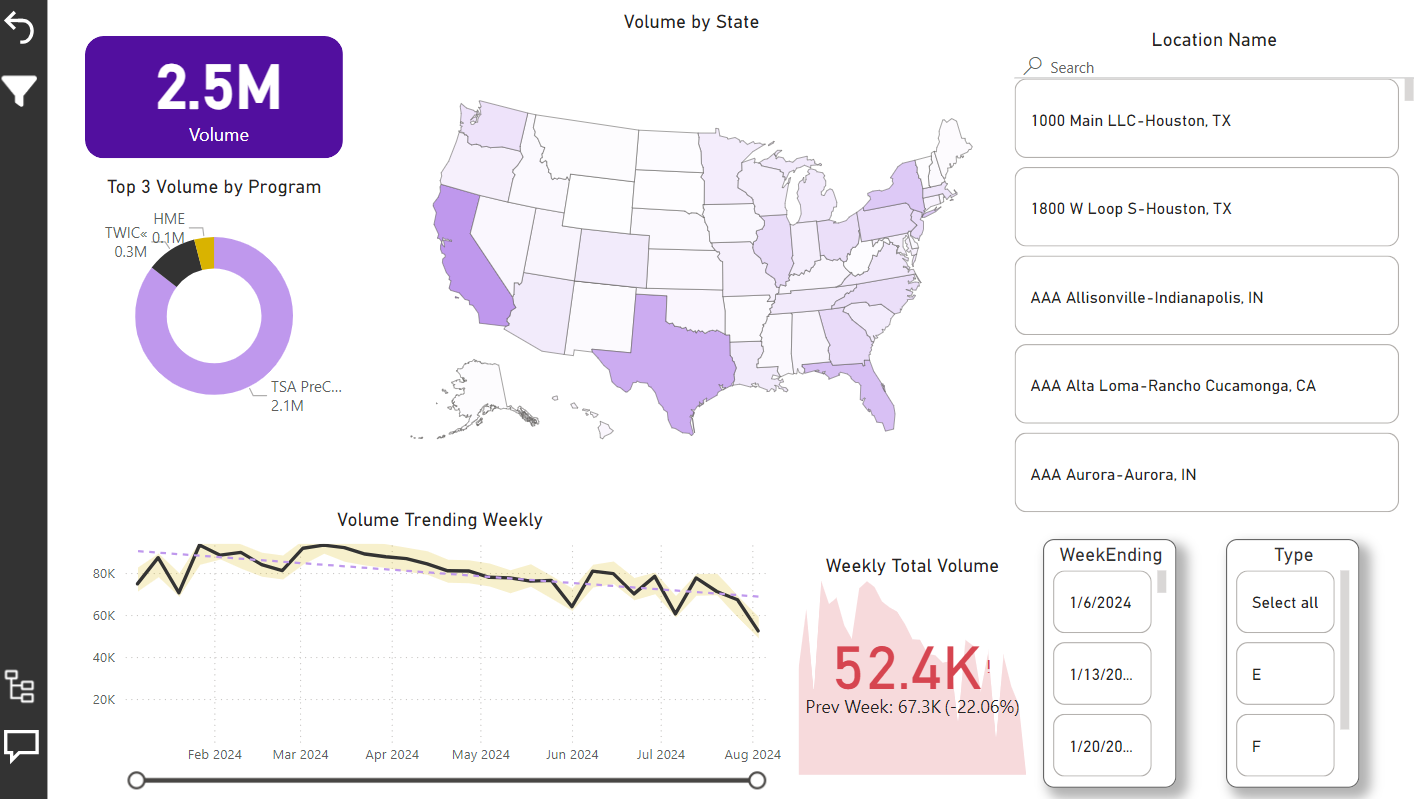 2.5M
Volume
Top 3 Volume by Program
HME
0.1M
TWIC«
0.3M
TSA PreC...
2.1M
Volume by State
Location Name
Search
1000 Main LLC-Houston, TX
1800 W Loop S-Houston, TX
AAA Allisonville-Indianapolis, IN
AAA Alta Loma-Rancho Cucamonga, CA
AAA Aurora-Aurora, IN
Volume Trending Weekly
80K
60K
40K
20K
Feb 2024 Mar 2024 Apr 2024 May 2024 Jun 2024 Jul 2024 Aug 2024
Weekly Total Volume
52.4K!
Prev Week: 67.3K (-22.06%)
WeekEnding
1/6/2024
1/13/20...
1/20/20...
Type
Select all
E
F